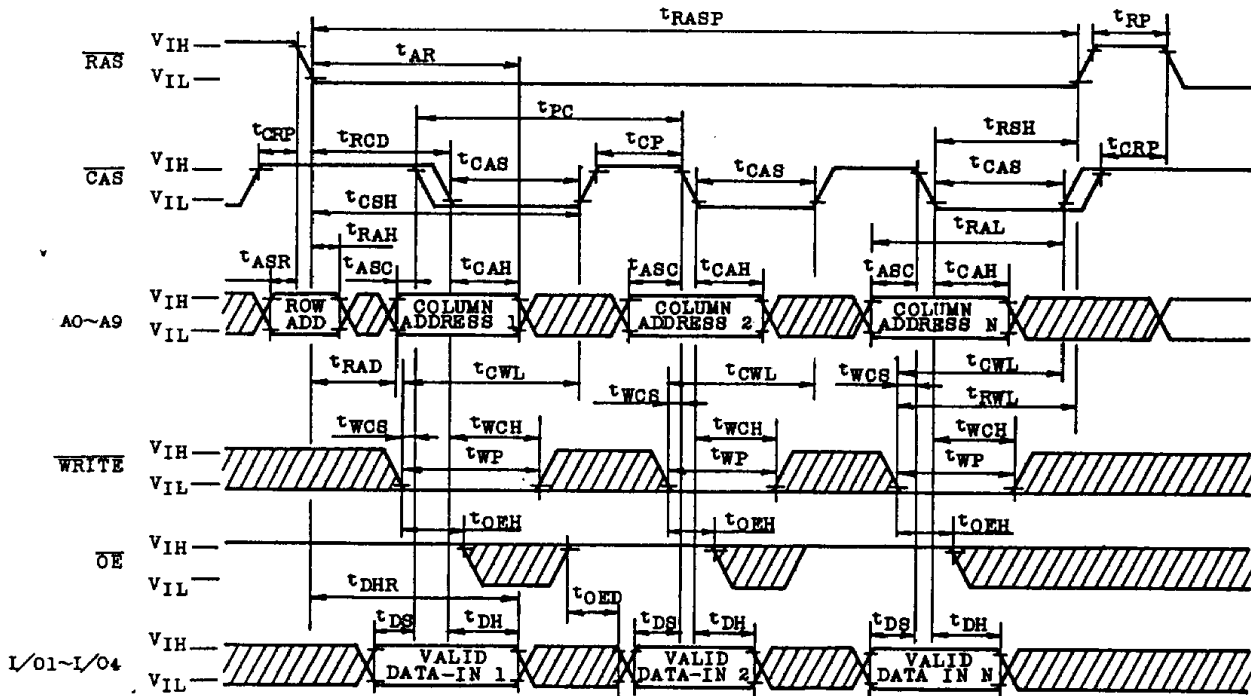 tRASP
tRP
VIH
RAS
VIL
tAR
tPC
tCRP
tRCD
tCP
tRSH
tCRP
VIH
CAS
VIL
tCAS
tCAS
tCAS
tCSH
tRAH
tRAL
tASR
tASC
tCAH
tASC
tCAH
tASC
tCAH
VIH
A0~A9
VIL
ROW
ADD
COLUMN
ADDRESS 1
COLUMN
ADDRESS 2
COLUMN
ADDRESS N
tRAD
tCWL
tWCS
tCWL
tWCS
tCWL
tRWL
tWCS
tWCH
tWCH
tWCH
VIH
WRITE
VIL
tWP
tWP
tWP
tOEH
tOEH
tOEH
VIH
OE
VIL
tDHR
tOED
tDS
tDH
tDS
tDH
tDS
tDH
VIH
I/O1~I/O4
VIL
VALID
DATA-IN 1
VALID
DATA-IN 2
VALID
DATA IN N